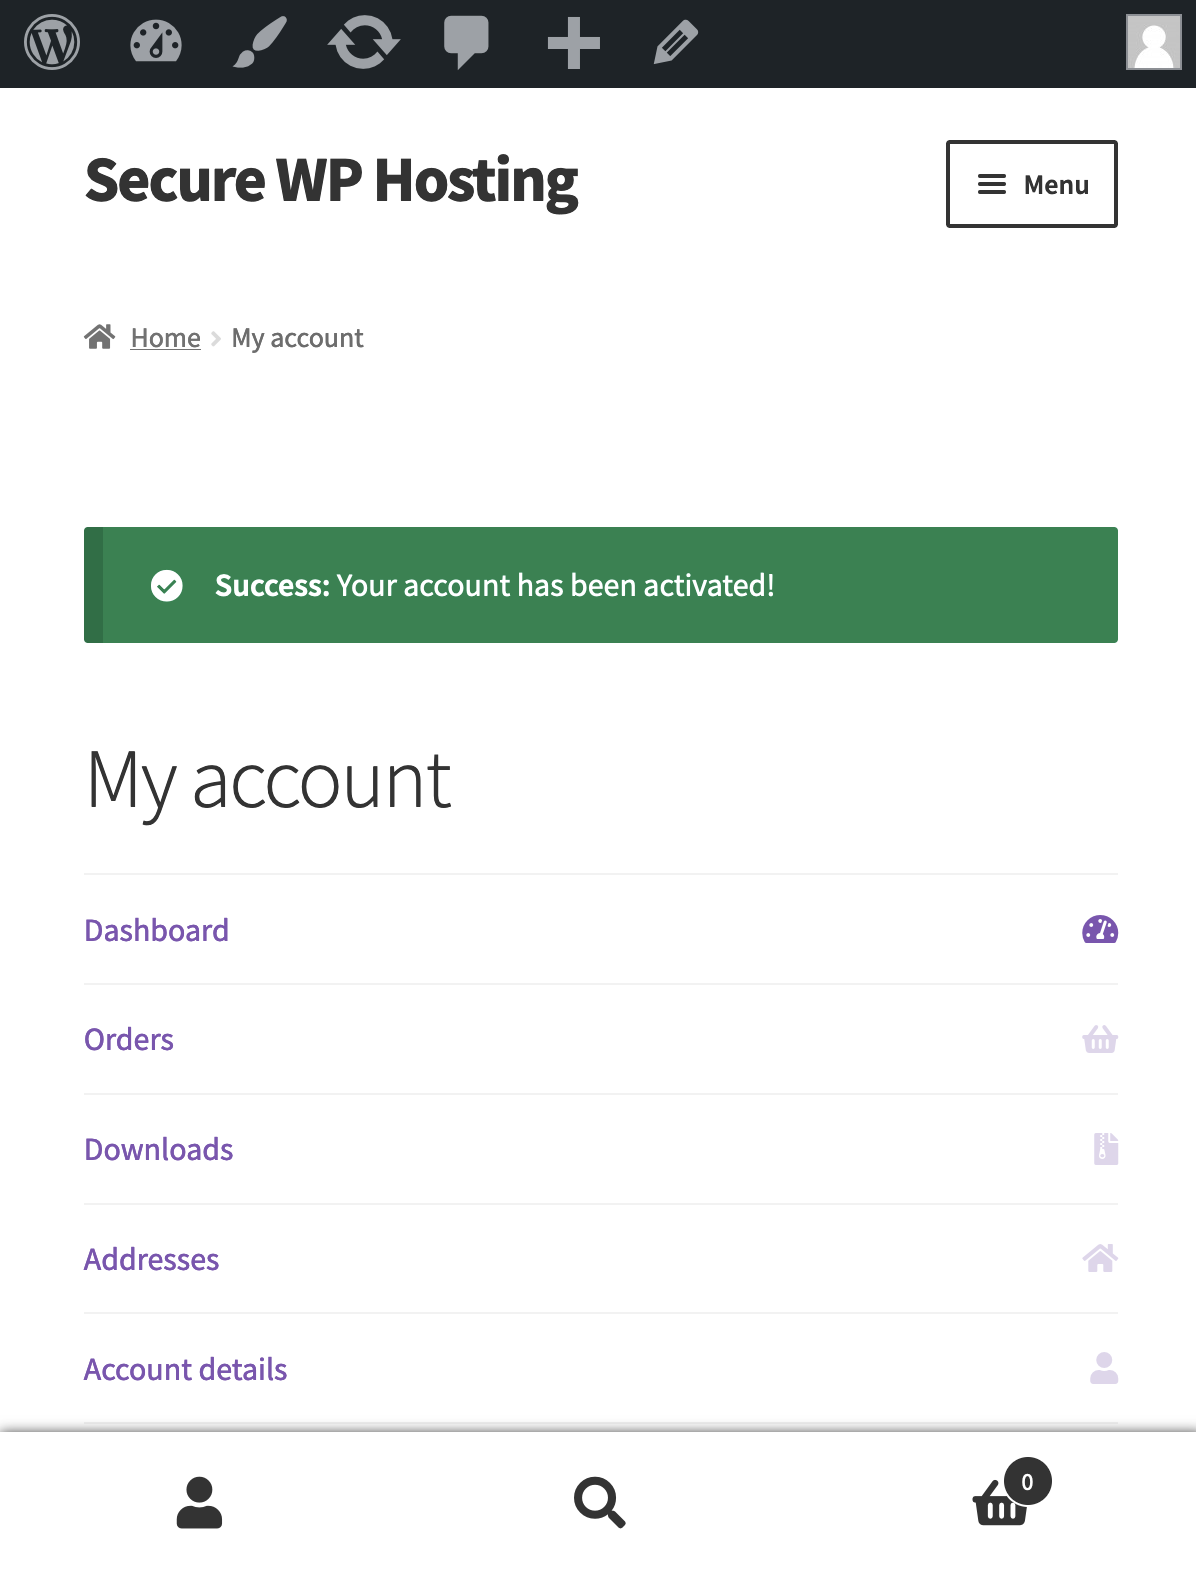 Secure WP Hosting
Menu
Home
My account
Success: Your account has been activated!
My account
Dashboard
Orders
Downloads
Addresses
Account details
0